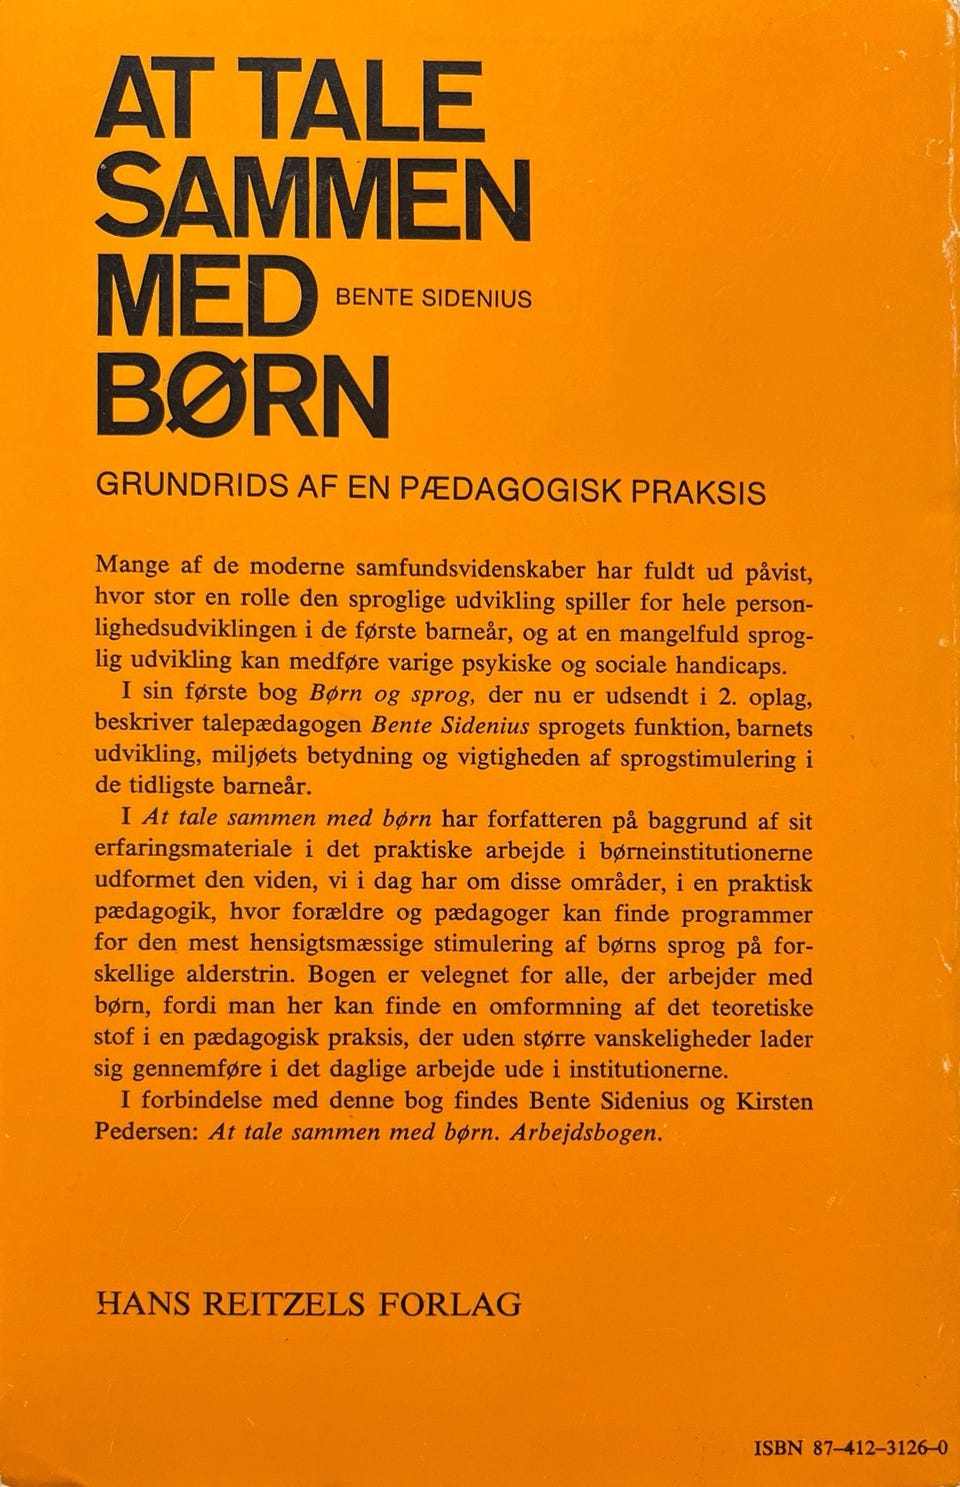 AT TALE
SAMMEN
MED BENTE SIDENIUS
BØRN
GRUNDRIDS AF EN PÆDAGOGISK PRAKSIS
Mange af de moderne samfundsvidenskaber har fuldt ud påvist,
hvor stor en rolle den sproglige udvikling spiller for hele person-
lighedsudviklingen i de første barneår, og at en mangelfuld sprog-
lig udvikling kan medføre varige psykiske og sociale handicaps.
I sin første bog Børn og sprog, der nu er udsendt i 2. oplag,
beskriver talepædagogen Bente Sidenius sprogets funktion, barnets
udvikling, miljøets betydning og vigtigheden af sprogstimulering i
de tidligste barneår.
I At tale sammen med børn har forfatteren på baggrund af sit
erfaringsmateriale i det praktiske arbejde i børneinstitutionerne
udformet den viden, vi i dag har om disse områder, i en praktisk
pædagogik, hvor forældre og pædagoger kan finde programmer
for den mest hensigtsmæssige stimulering af børns sprog på for-
skellige alderstrin. Bogen er velegnet for alle, der arbejder med
børn, fordi man her kan finde en omformning af det teoretiske
stof i en pædagogisk praksis, der uden større vanskeligheder lader
sig gennemføre i det daglige arbejde ude i institutionerne.
I forbindelse med denne bog findes Bente Sidenius og Kirsten
Pedersen: At tale sammen med børn. Arbejdsbogen.
HANS REITZELS FORLAG
ISBN 87–412–3126–0